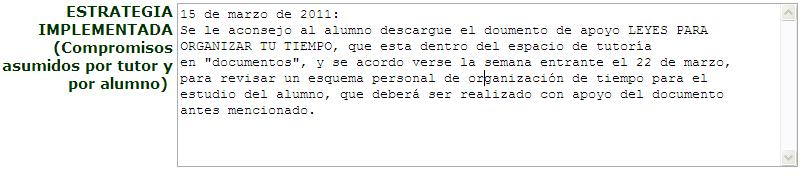 ESTRATEGIA
IMPLEMENTADA
(Compromisos
asumidos por tutor y
por alumno)
15 de marzo de 2011:
Se le aconsejo al alumno descargue el doumento de apoyo LEYES PARA
ORGANIZAR TU TIEMPO, que esta dentro del espacio de tutoría
en "documentos", y se acordo verse la semana entrante el 22 de marzo,
para revisar un esquema personal de organización de tiempo para el
estudio del alumno, que deberá ser realizado con apoyo del documento
antes mencionado.